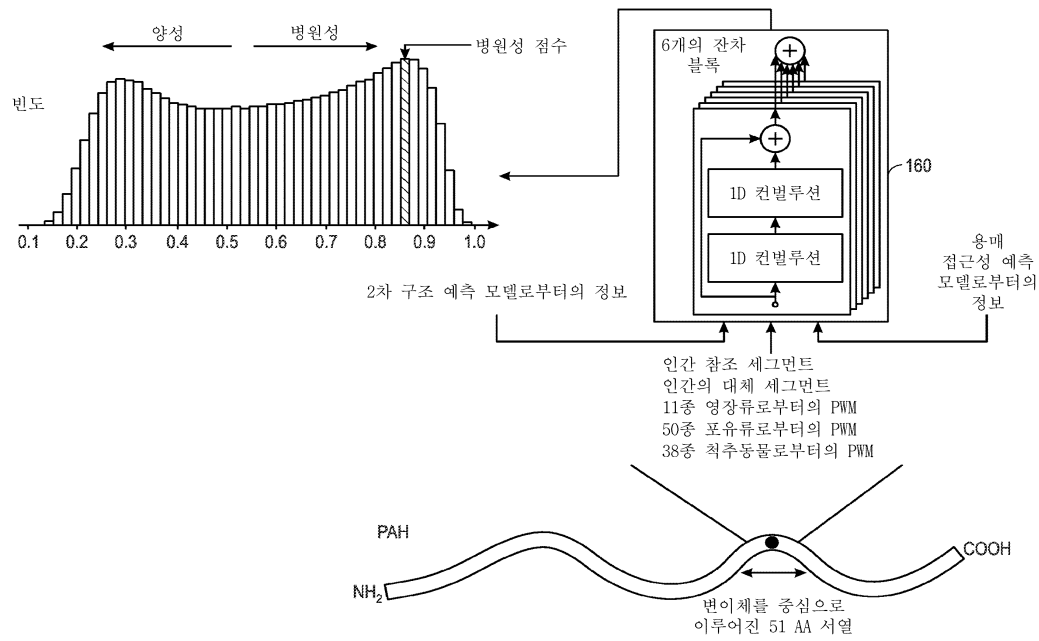 양성
병원성
병원성 점수
빈도
0.1 0.2 0.3 0.4 0.5 0.6 0.7 0.8 0.9 1.0
6개의 잔차
블록
160
1D 컨벌루션
1D 컨벌루션
2차 구조 예측 모델로부터의 정보
용매
접근성 예측
모델로부터의
정보
인간 참조 세그먼트
인간의 대체 세그먼트
11종 영장류로부터의 PWM
50종 포유류로부터의 PWM
38종 척추동물로부터의 PWM
PAH
NH2
COOH
변이체를 중심으로
이루어진 51 AA 서열